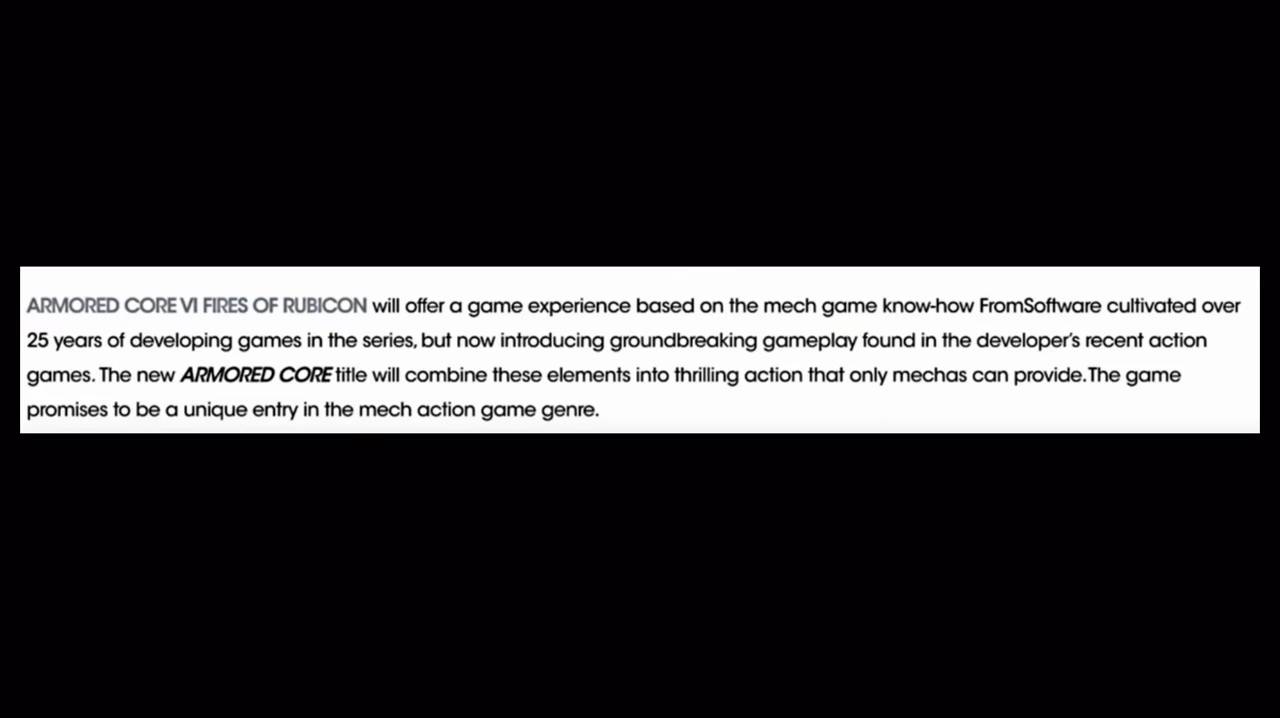 ARMORED CORE VI FIRES OF RUBICON will offer a game experience based on the mech game know-how FromSoftware cultivated over
25 years of developing games in the series, but now introducing groundbreaking gameplay found in the developer's recent action
games. The new ARMORED CORE title will combine these elements into thrilling action that only mechas can provide.The game
promises to be a unique entry in the mech action game genre.